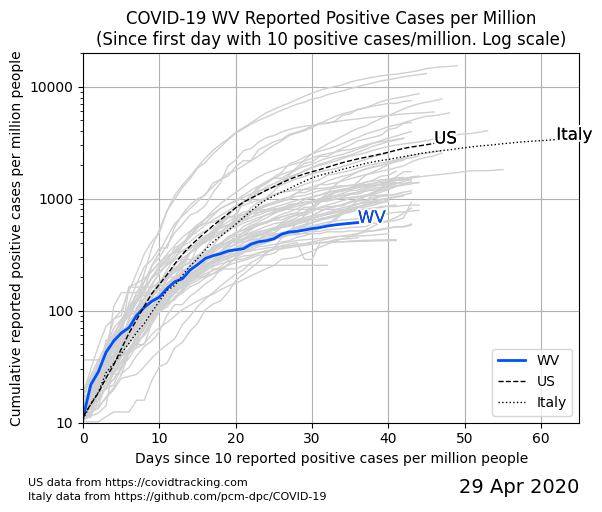 COVID-19 WV Reported Positive Cases per Million
(Since first day with 10 positive cases/million. Log scale)
Cumulative reported positive cases per million people
10000
1000
100
10
US
Italy
WV
WV
US
Italy
0
10
20
30
40
50
60
Days since 10 reported positive cases per million people
US data from https://covidtracking.com
Italy data from https://github.com/pcm-dpc/COVID-19
29 Apr 2020